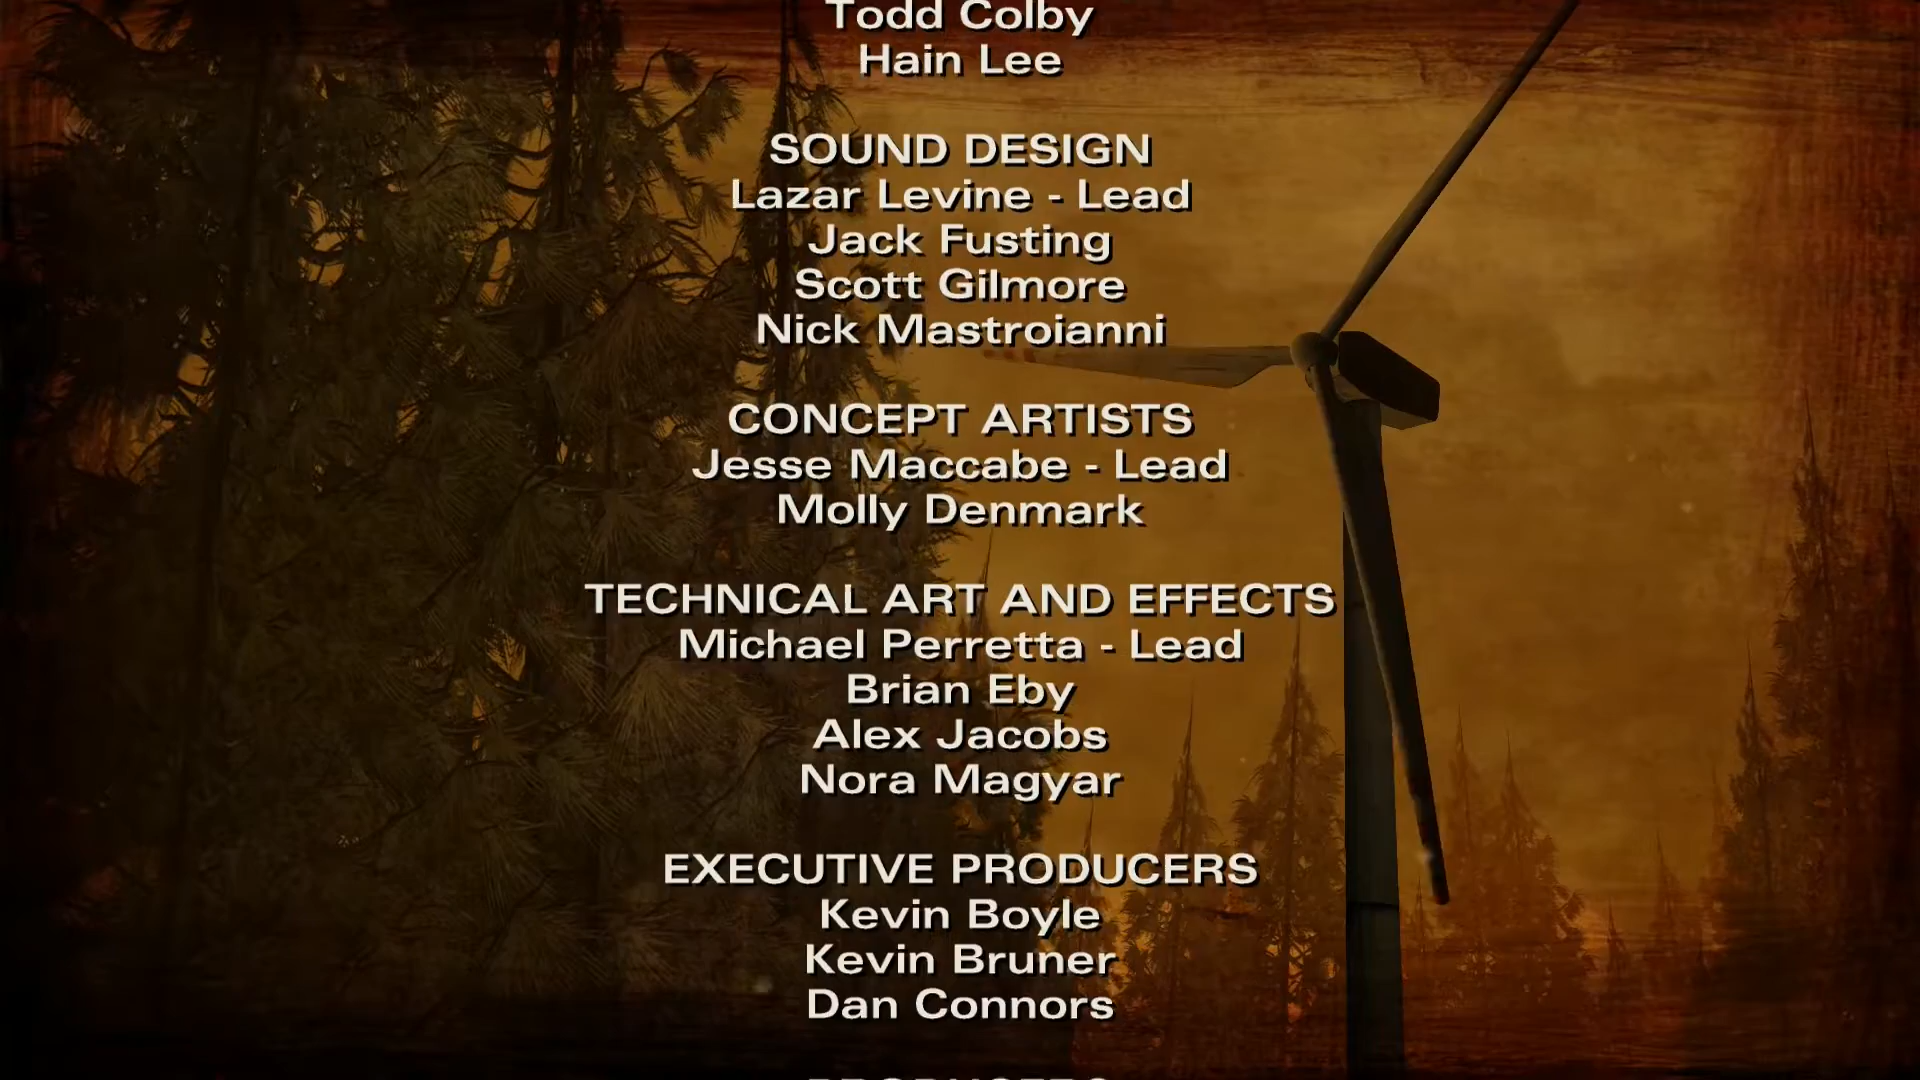 Todd Colby
Hain Lee
SOUND DESIGN
Lazar Levine - Lead
Jack Fusting
Scott Gilmore
Nick Mastroianni
CONCEPT ARTISTS
Jesse Maccabe - Lead
Molly Denmark
TECHNICAL ART AND EFFECTS
Michael Perretta - Lead
Brian Eby
Alex Jacobs
Nora Magyar
EXECUTIVE PRODUCERS
Kevin Boyle
Kevin Bruner
Dan Connors